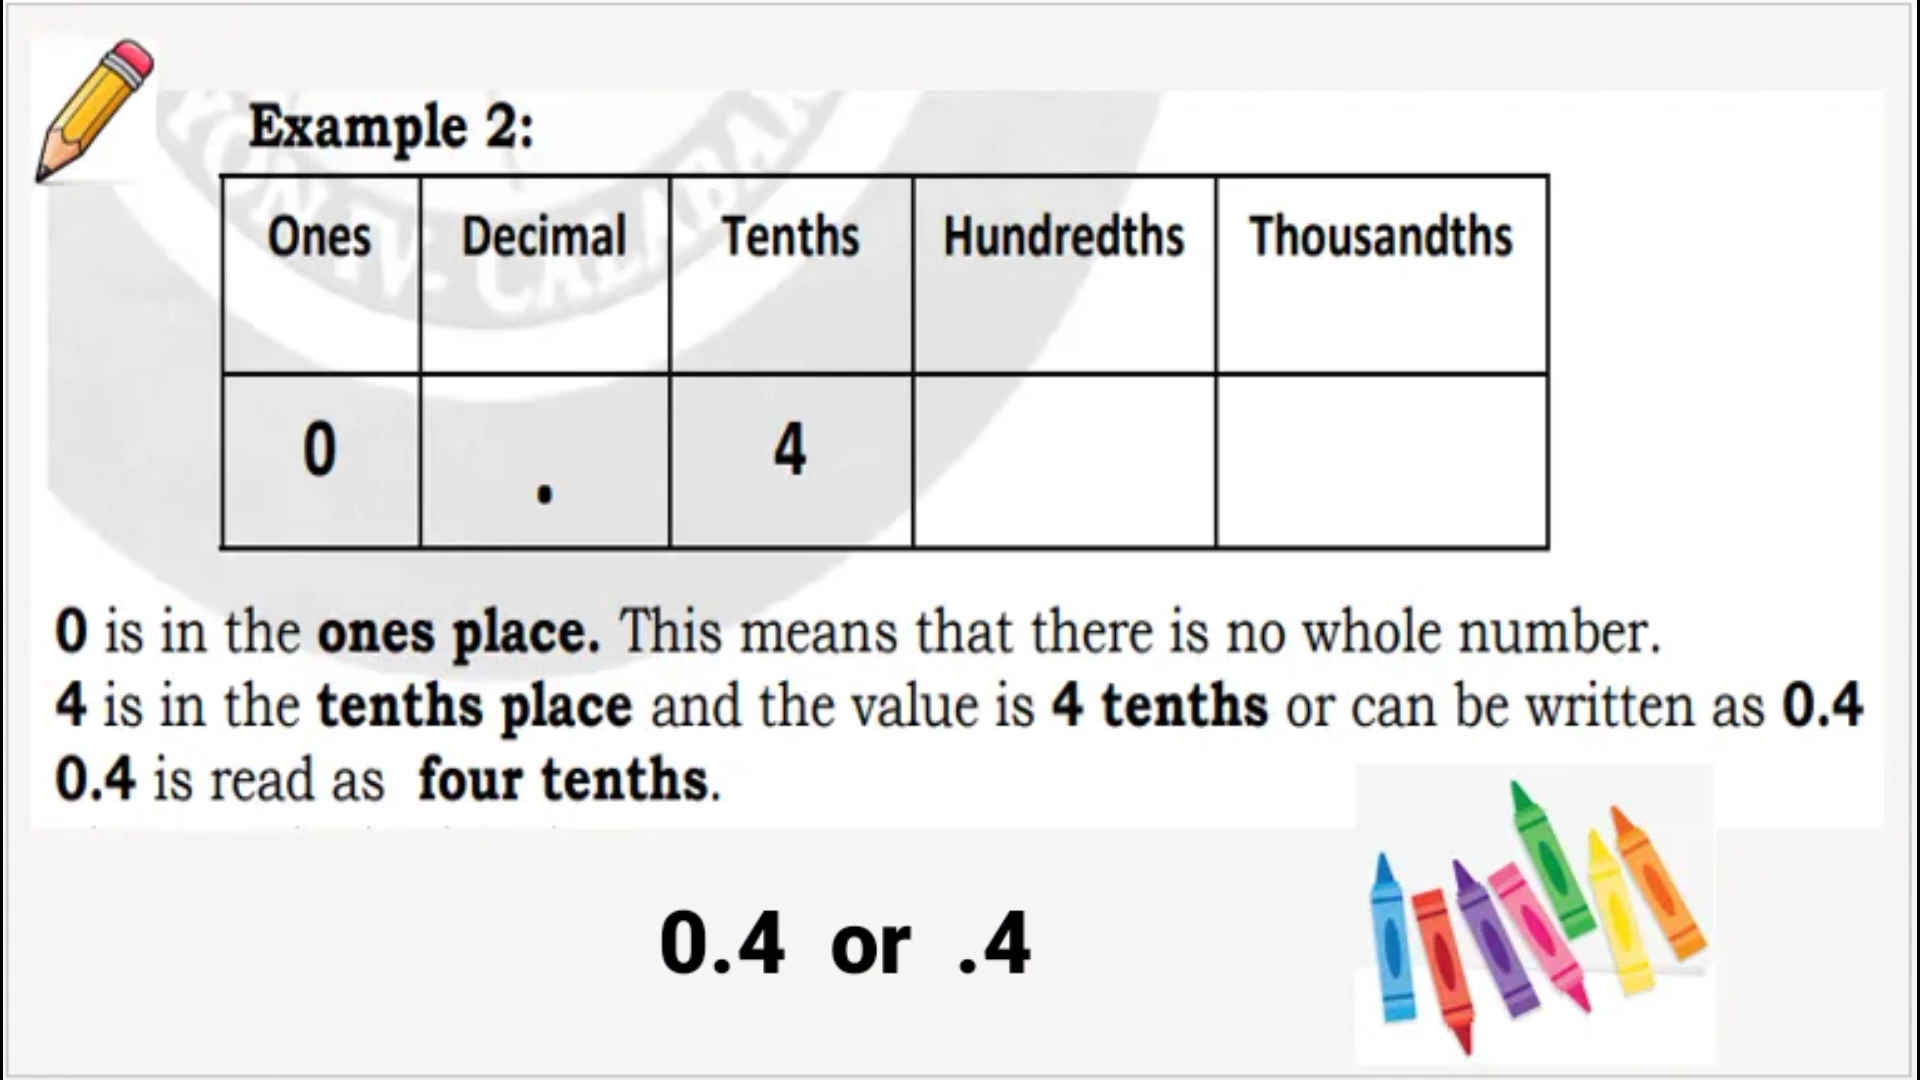 Example 2:
Ones Decimal Tenths Hundredths Thousandths
0 . 4
0 is in the ones place. This means that there is no whole number.
4 is in the tenths place and the value is 4 tenths or can be written as 0.4
0.4 is read as four tenths.
0.4 or .4